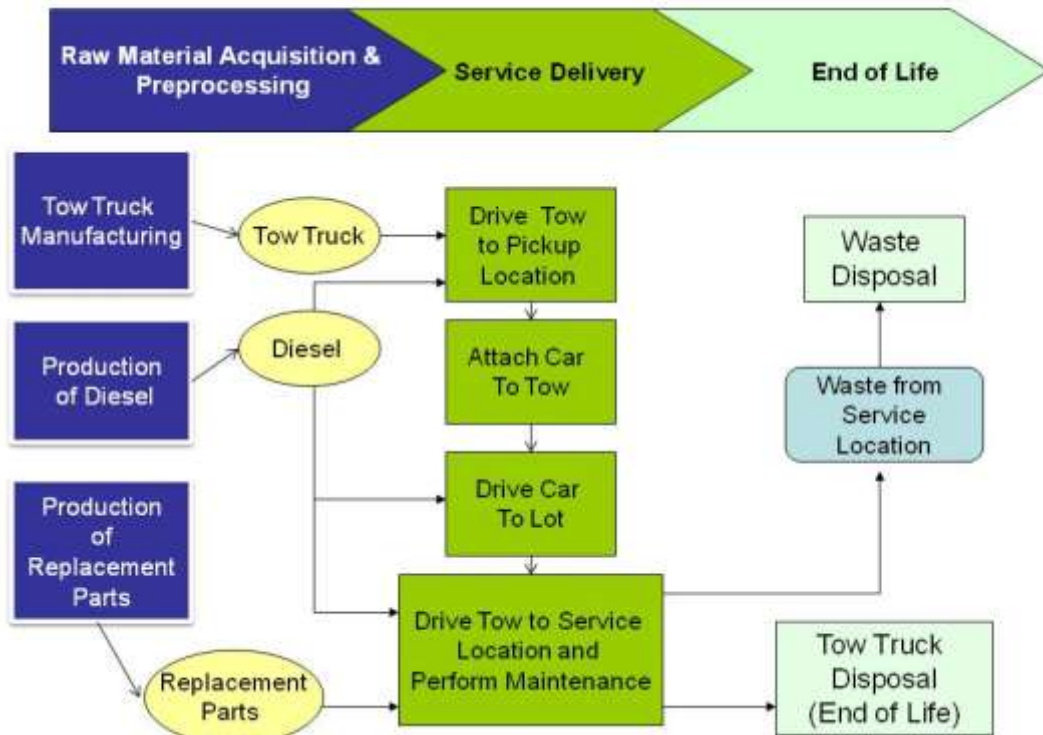 Raw Material Acquisition &
Preprocessing
Service Delivery
End of Life
Tow Truck
Manufacturing
Tow Truck
Drive Tow
to Pickup
Location
Waste
Disposal
Production
of Diesel
Diesel
Attach Car
To Tow
Waste from
Service
Location
Production
of
Replacement
Parts
Drive Car
To Lot
Drive Tow to Service
Location and
Perform Maintenance
Replacement
Parts
Tow Truck
Disposal
(End of Life)